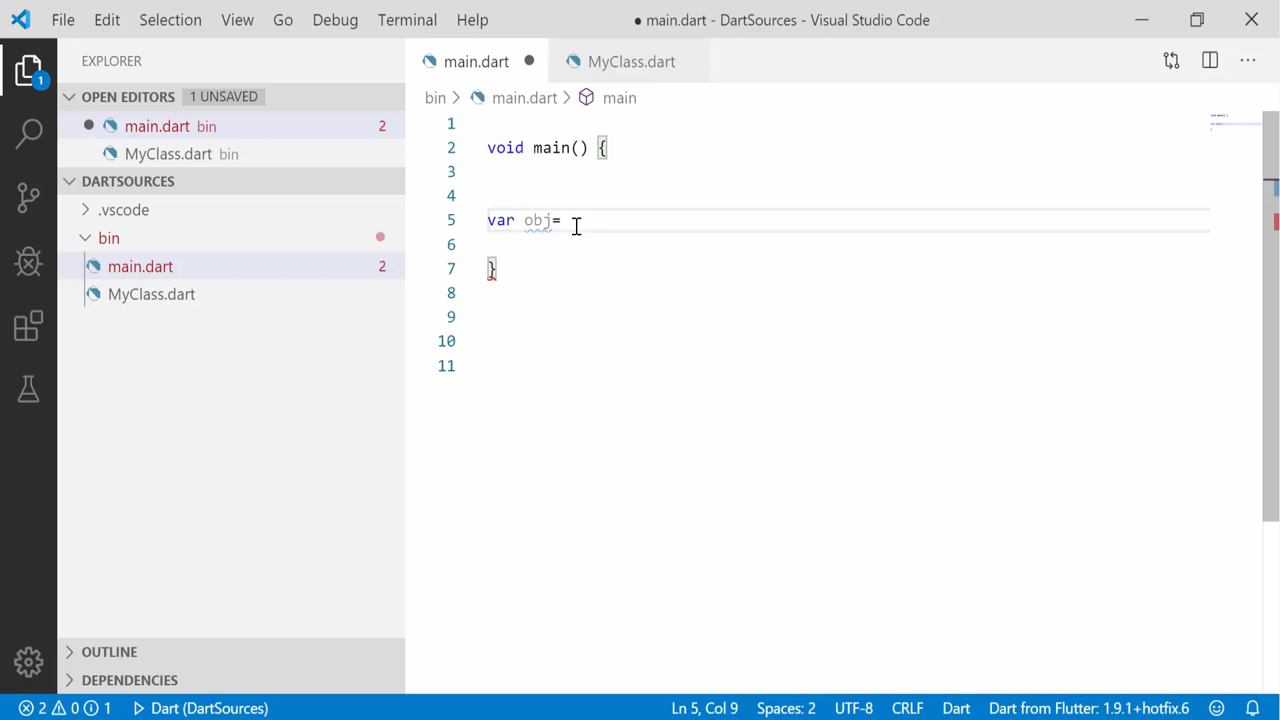 File Edit Selection View Go Debug Terminal Help
● main.dart - DartSources - Visual Studio Code
EXPLORER
1
OPEN EDITORS 1 UNSAVED
main.dart bin 2
MyClass.dart bin
DARTSOURCES
.vscode
bin
main.dart 2
MyClass.dart
OUTLINE
DEPENDENCIES
main.dart MyClass.dart
bin > main.dart > main
1
2 void main() {
3
4
5 var obj=
6
7 }
8
9
10
11
2 0 1 Dart (DartSources) Ln 5, Col 9 Spaces: 2 UTF-8 CRLF Dart Dart from Flutter: 1.9.1+hotfix.6